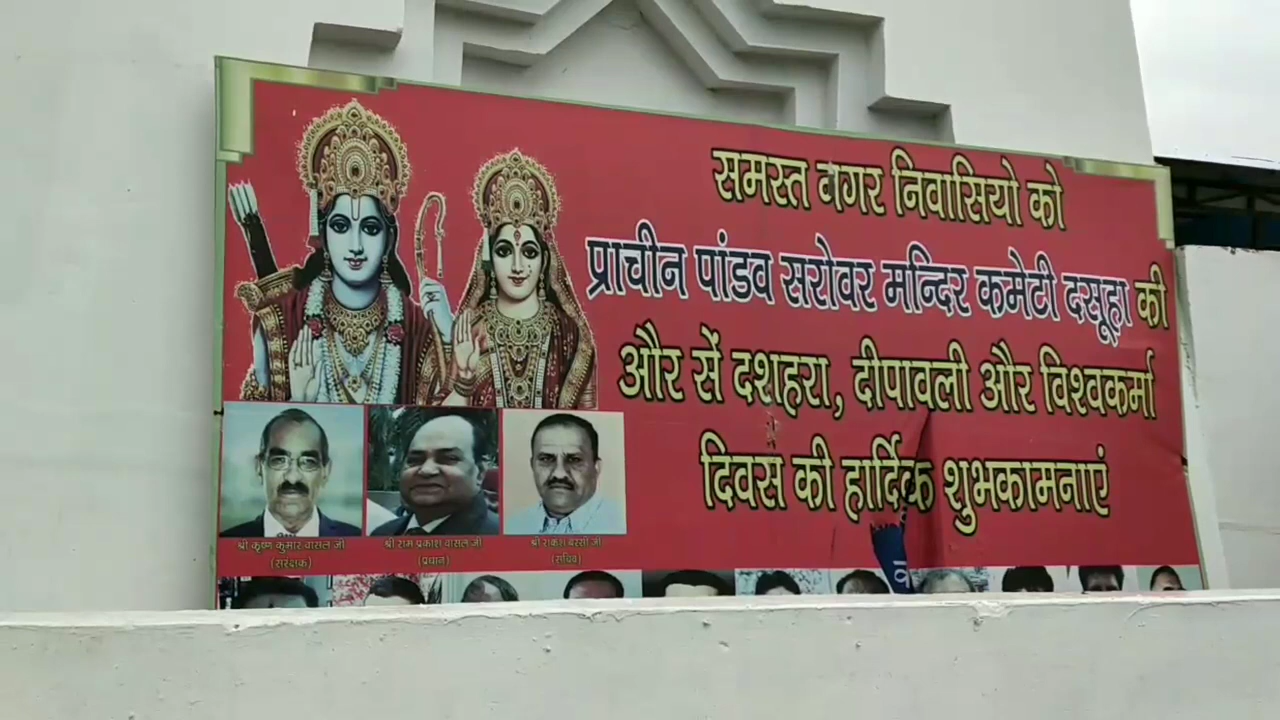 समस्त नगर निवासियो को
प्राचीन पांडव सरोवर मन्दिर कमेटी दसूहा की
और सें दशहरा, दीपावली और विश्वकर्मा
दिवस की हार्दिक शुभकामनाएं
श्री कृष्ण कुमार वासल जी
(सरंक्षक)
श्री राम प्रकाश वासल जी
(प्रधान)
श्री राकेश बस्सी जी
(सचिव)